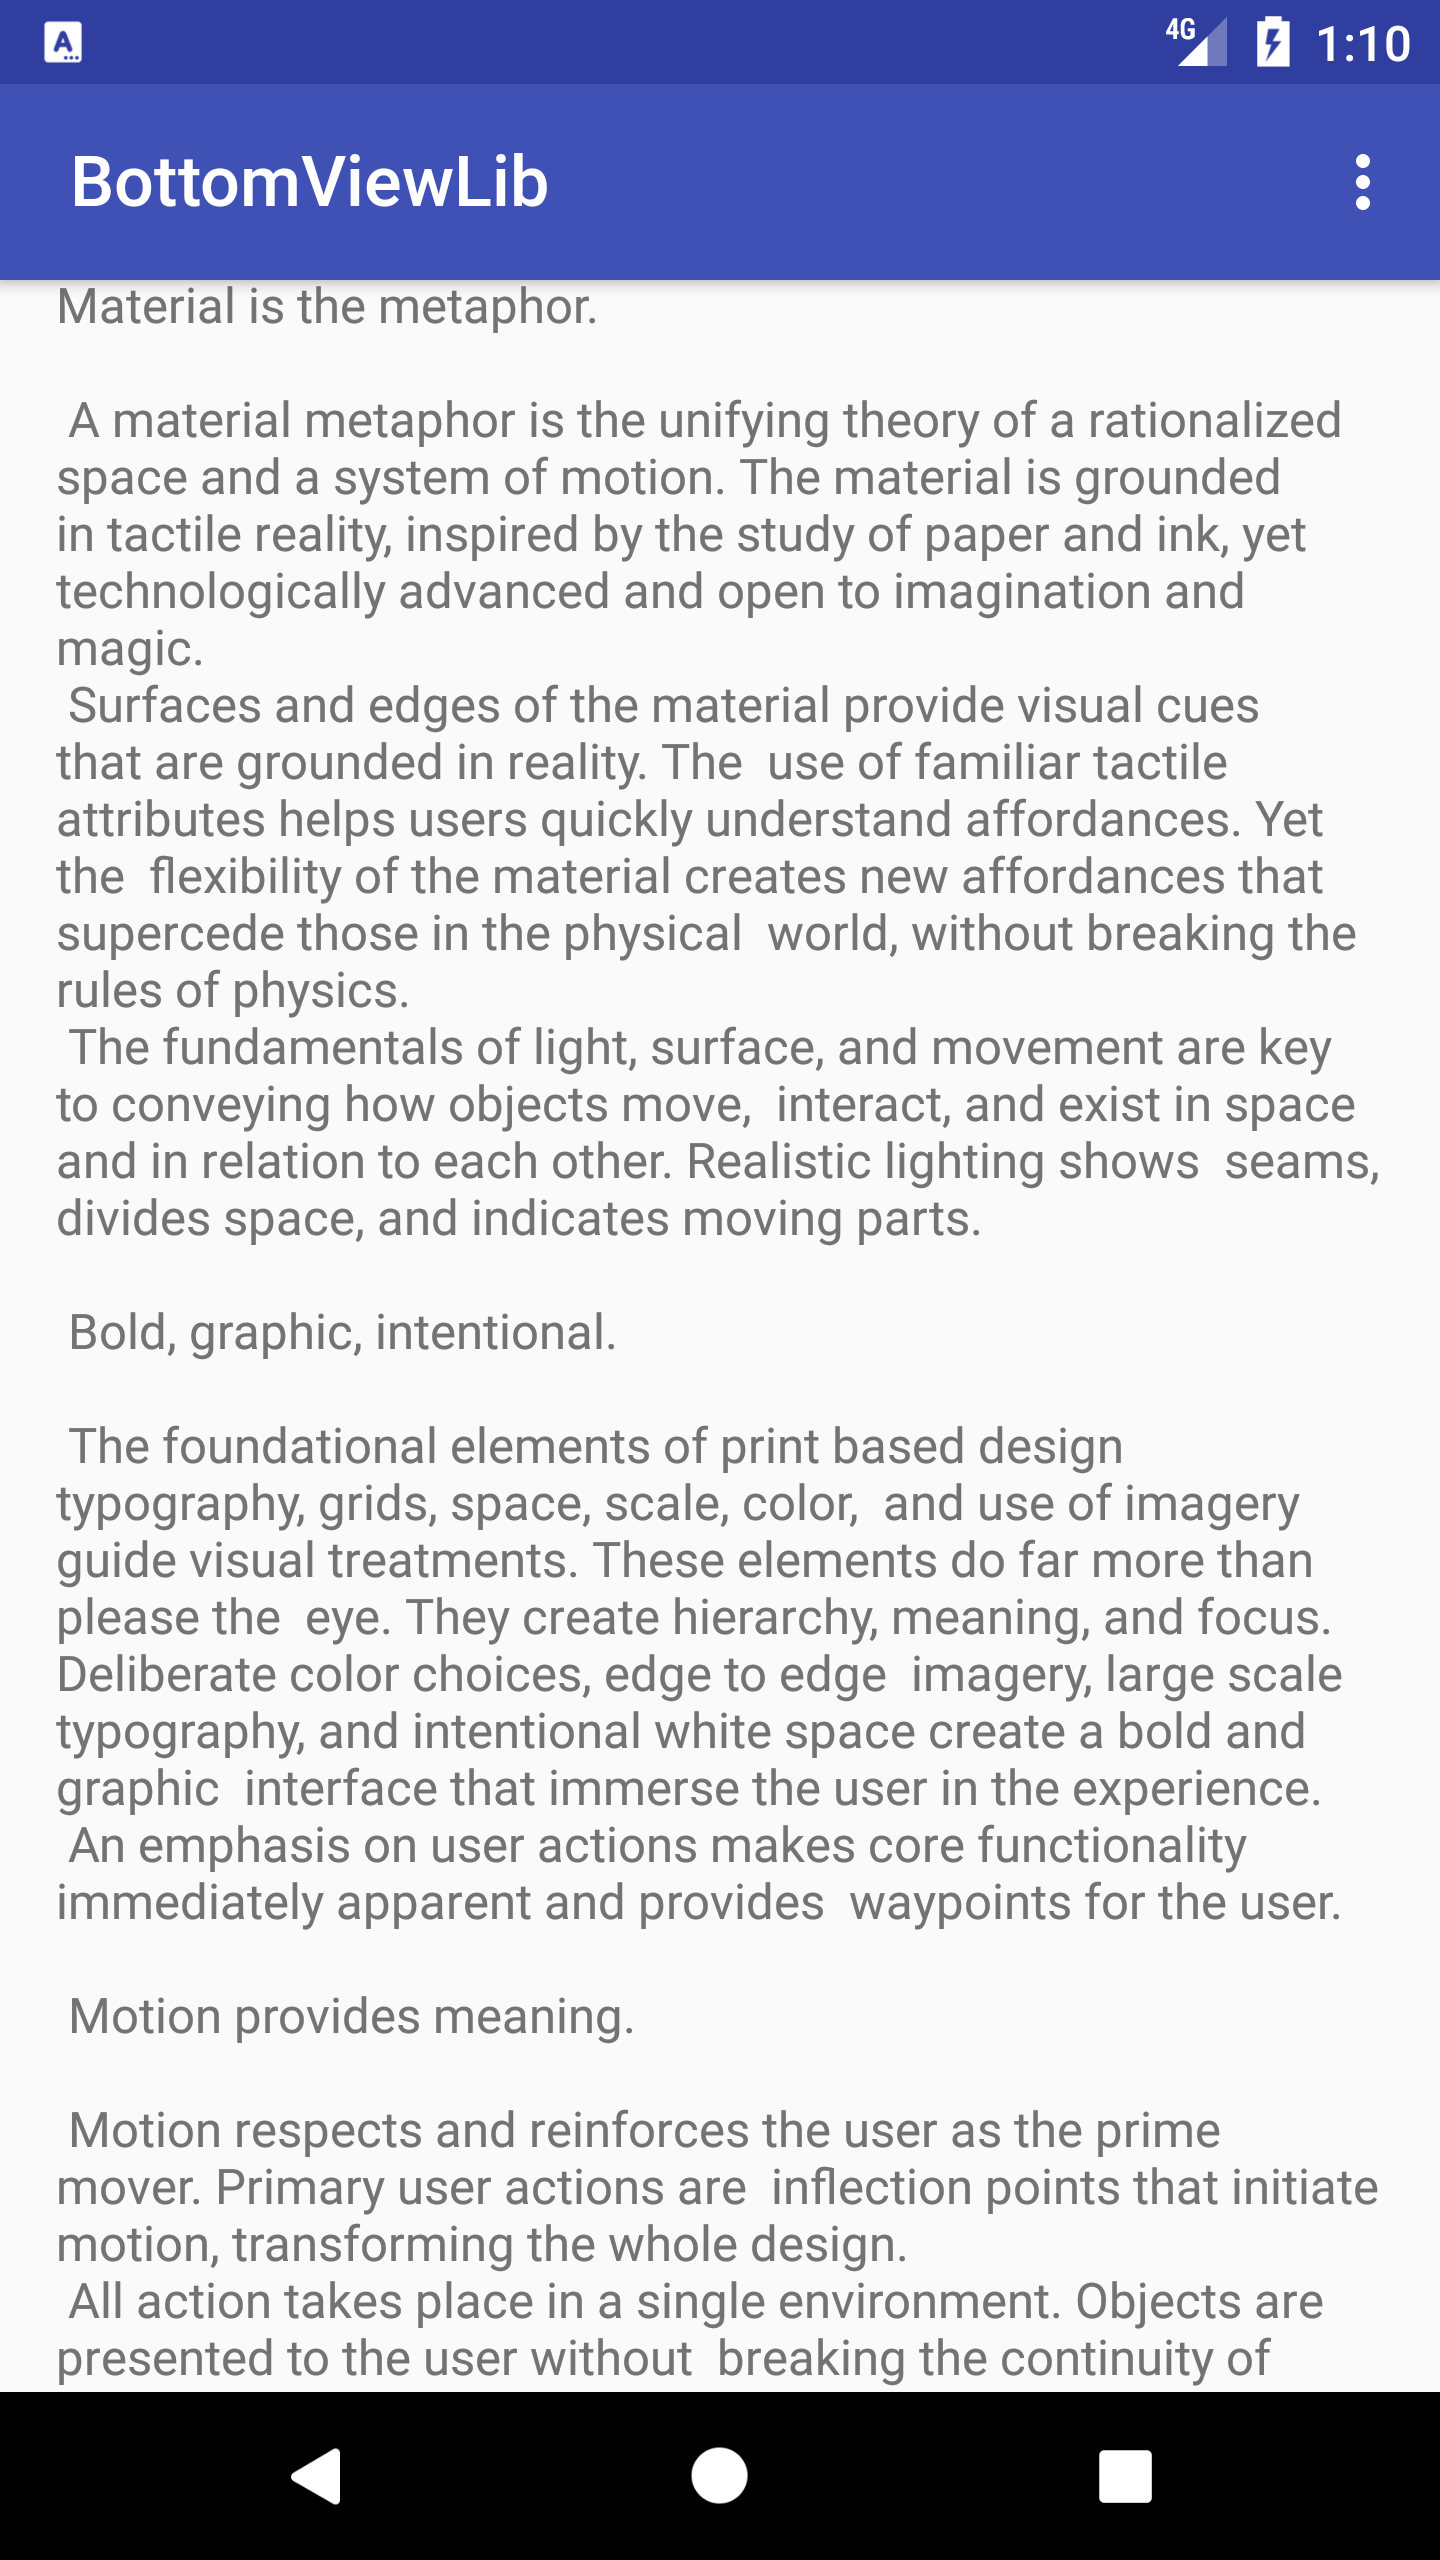 4G 1:10
BottomViewLib
Material is the metaphor.
A material metaphor is the unifying theory of a rationalized
space and a system of motion. The material is grounded
in tactile reality, inspired by the study of paper and ink, yet
technologically advanced and open to imagination and
magic.
Surfaces and edges of the material provide visual cues
that are grounded in reality. The  use of familiar tactile
attributes helps users quickly understand affordances. Yet
the  flexibility of the material creates new affordances that
supercede those in the physical  world, without breaking the
rules of physics.
The fundamentals of light, surface, and movement are key
to conveying how objects move,  interact, and exist in space
and in relation to each other. Realistic lighting shows  seams,
divides space, and indicates moving parts.
Bold, graphic, intentional.
The foundational elements of print based design
typography, grids, space, scale, color,  and use of imagery
guide visual treatments. These elements do far more than
please the  eye. They create hierarchy, meaning, and focus.
Deliberate color choices, edge to edge  imagery, large scale
typography, and intentional white space create a bold and
graphic  interface that immerse the user in the experience.
An emphasis on user actions makes core functionality
immediately apparent and provides  waypoints for the user.
Motion provides meaning.
Motion respects and reinforces the user as the prime
mover. Primary user actions are  inflection points that initiate
motion, transforming the whole design.
All action takes place in a single environment. Objects are
presented to the user without  breaking the continuity of